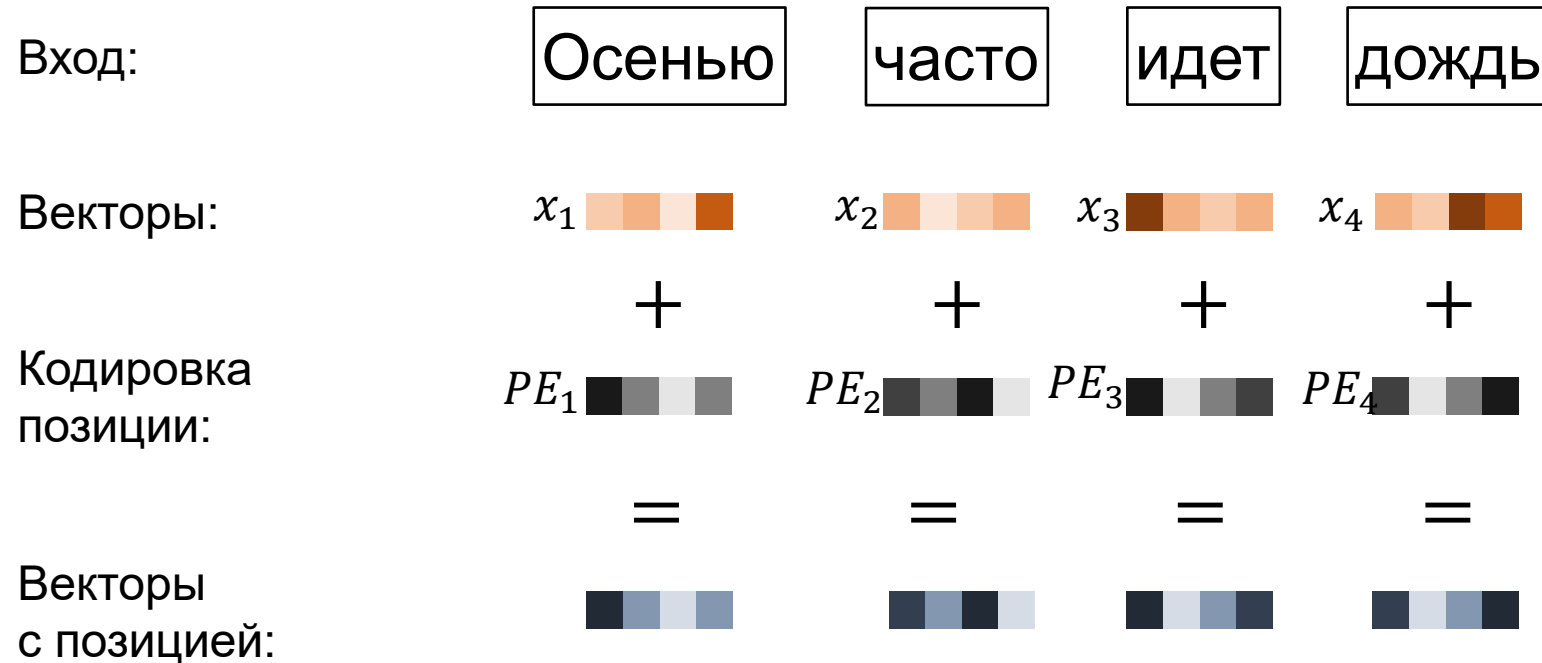 Вход: Осенью часто идет дождь
Векторы: x₁ x₂ x₃ x₄
+ + + +
Кодировка
позиции: PE₁ PE₂ PE₃ PE₄
= = = =
Векторы
с позицией: